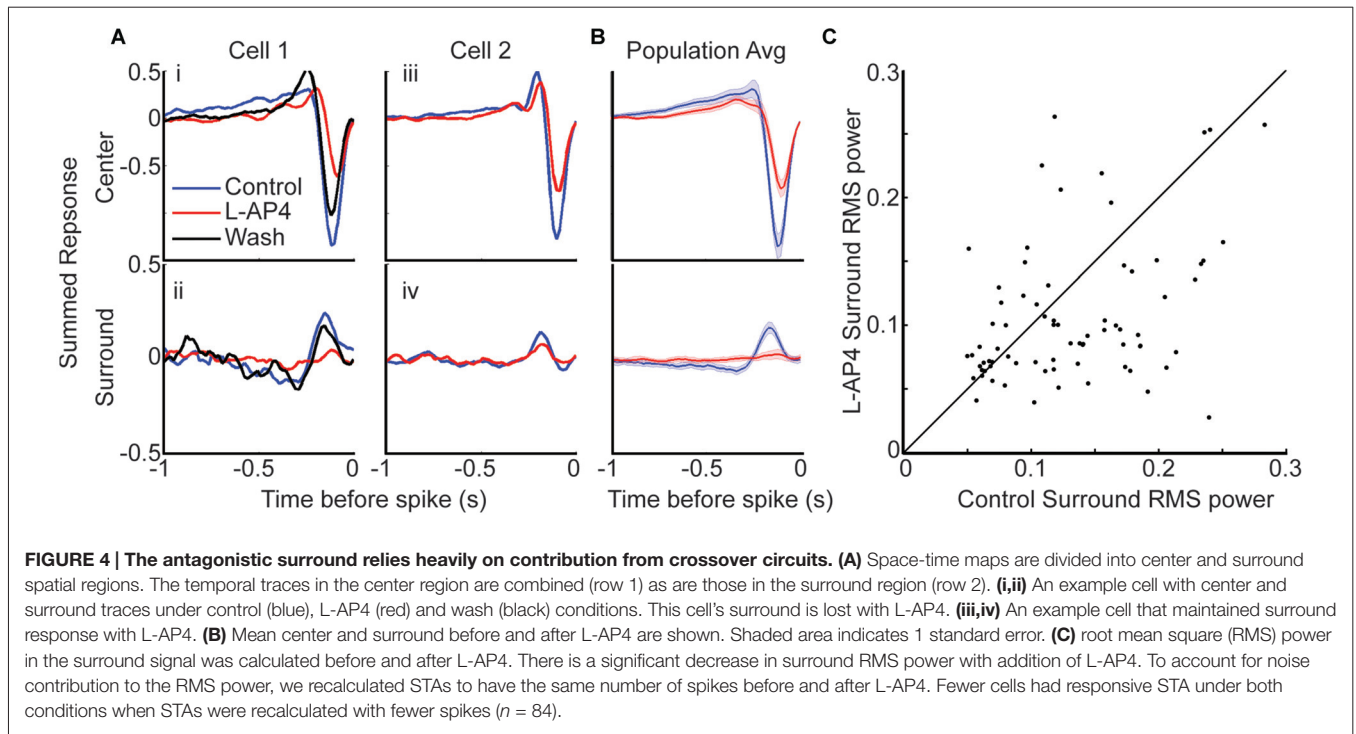 A
Cell 1
Cell 2
B
Population Avg
C
i
iii
0.5
0
-0.5
Center
Control
L-AP4
Wash
Summed Repsonse
ii
iv
0.5
0
-0.5
Surround
-1 -0.5 0
-1 -0.5 0
-1 -0.5 0
Time before spike (s)
Time before spike (s)
L-AP4 Surround RMS power
0.3
0.2
0.1
0
0 0.1 0.2 0.3
Control Surround RMS power
FIGURE 4 | The antagonistic surround relies heavily on contribution from crossover circuits. (A) Space-time maps are divided into center and surround
spatial regions. The temporal traces in the center region are combined (row 1) as are those in the surround region (row 2). (i,ii) An example cell with center and
surround traces under control (blue), L-AP4 (red) and wash (black) conditions. This cell's surround is lost with L-AP4. (iii,iv) An example cell that maintained surround
response with L-AP4. (B) Mean center and surround before and after L-AP4 are shown. Shaded area indicates 1 standard error. (C) root mean square (RMS) power
in the surround signal was calculated before and after L-AP4. There is a significant decrease in surround RMS power with addition of L-AP4. To account for noise
contribution to the RMS power, we recalculated STAs to have the same number of spikes before and after L-AP4. Fewer cells had responsive STA under both
conditions when STAs were recalculated with fewer spikes (n = 84).